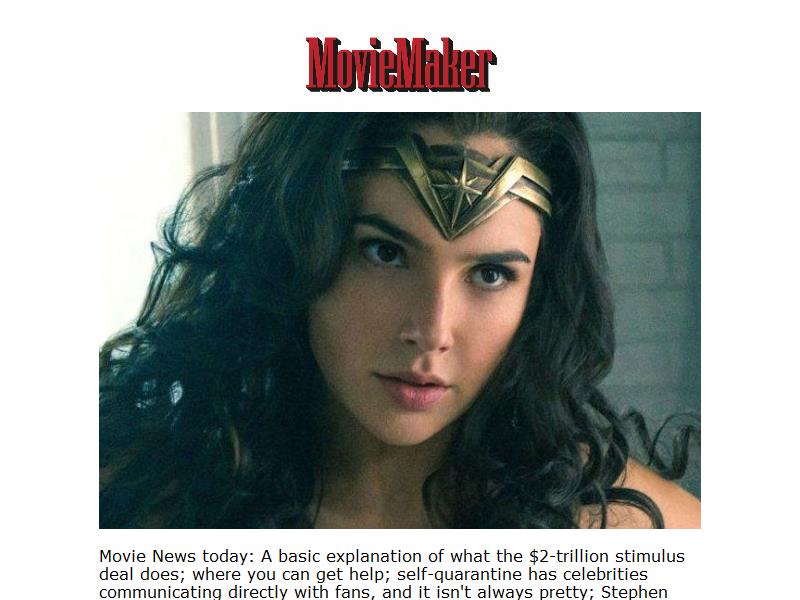 MovieMaker
Movie News today: A basic explanation of what the $2-trillion stimulus
deal does; where you can get help; self-quarantine has celebrities
communicating directly with fans, and it isn't always pretty; Stephen